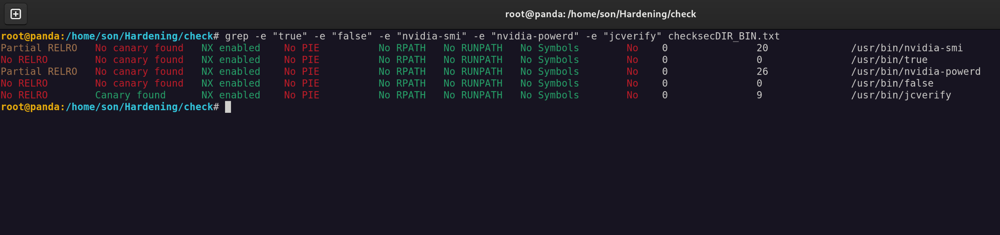 root@panda: /home/son/Hardening/check
root@panda:/home/son/Hardening/check# grep -e "true" -e "false" -e "nvidia-smi" -e "nvidia-powerd" -e "jcverify" checksecDIR_BIN.txt
Partial RELRO   No canary found   NX enabled    No PIE          No RPATH   No RUNPATH   No Symbols        No    0               20              /usr/bin/nvidia-smi
No RELRO        No canary found   NX enabled    No PIE          No RPATH   No RUNPATH   No Symbols        No    0               0               /usr/bin/true
Partial RELRO   No canary found   NX enabled    No PIE          No RPATH   No RUNPATH   No Symbols        No    0               26              /usr/bin/nvidia-powerd
No RELRO        No canary found   NX enabled    No PIE          No RPATH   No RUNPATH   No Symbols        No    0               0               /usr/bin/false
No RELRO        Canary found      NX enabled    No PIE          No RPATH   No RUNPATH   No Symbols        No    0               9               /usr/bin/jcverify
root@panda:/home/son/Hardening/check#